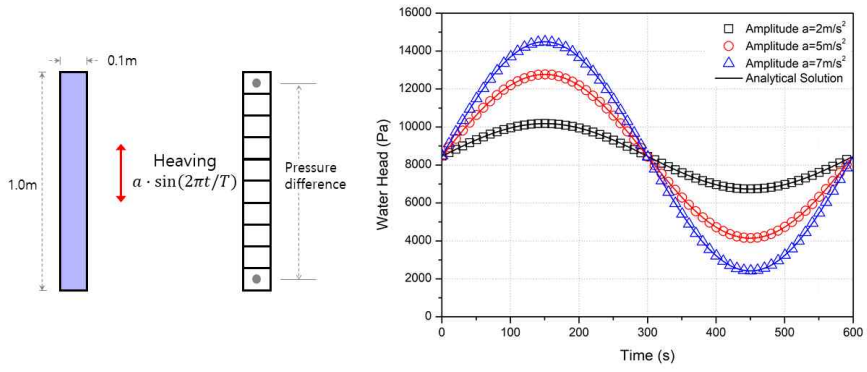 0.1m
1.0m
Heaving
a · sin(2πt/T)
Pressure
difference
Water Head (Pa)
16000
14000
12000
10000
8000
6000
4000
2000
0
Amplitude a=2m/s²
Amplitude a=5m/s²
Amplitude a=7m/s²
Analytical Solution
0 100 200 300 400 500 600
Time (s)